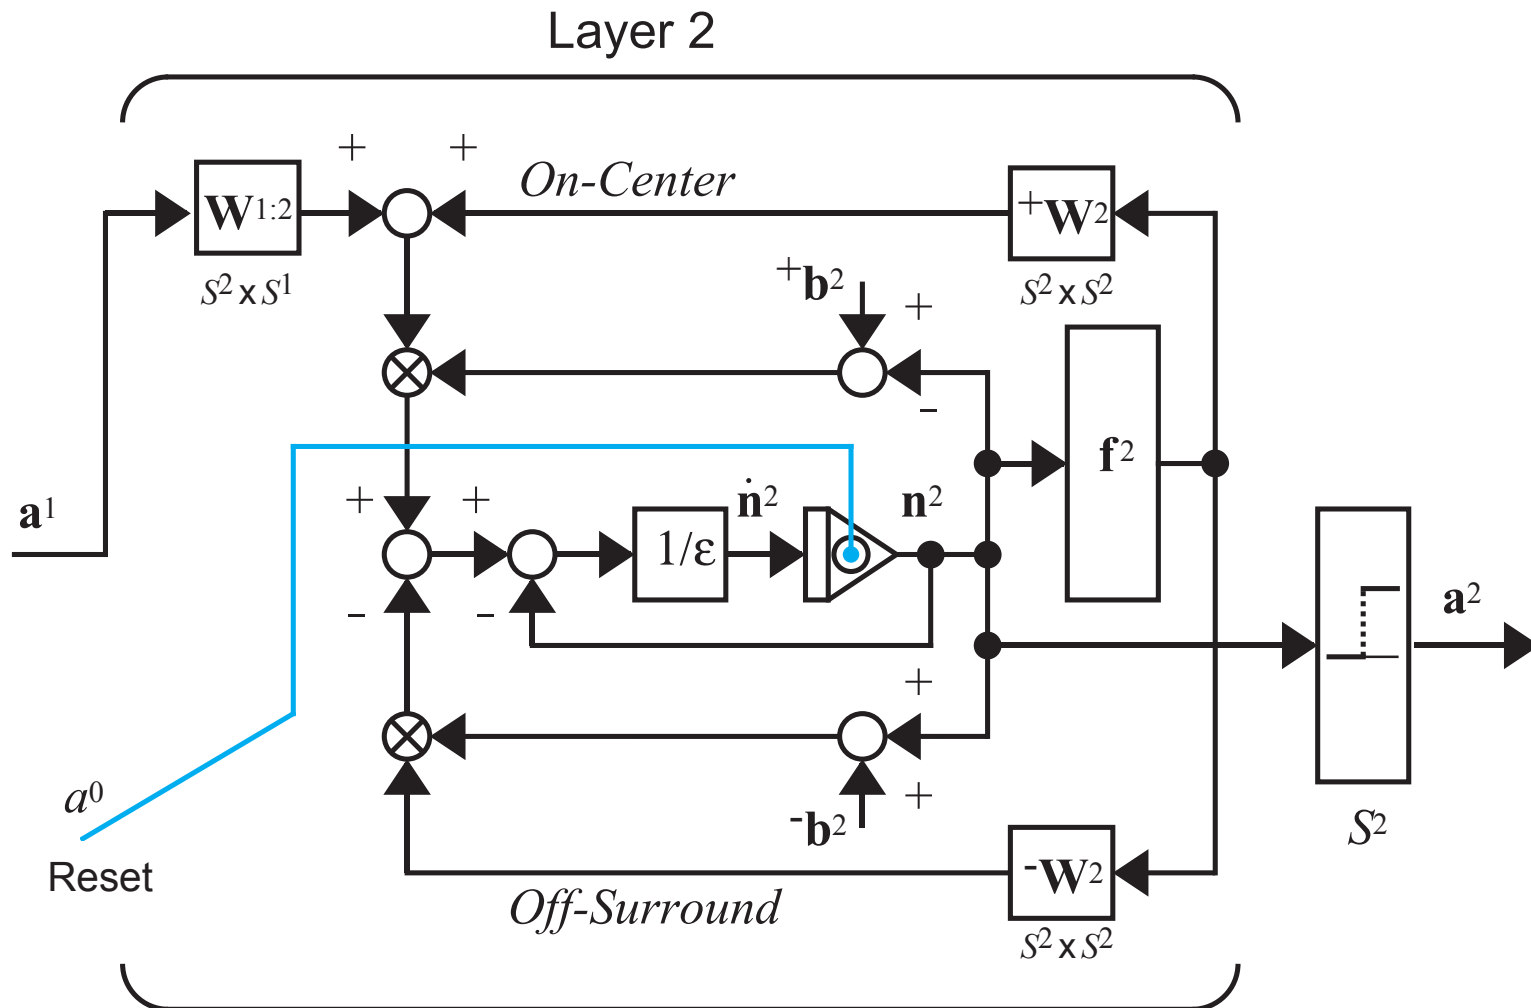 Layer 2
+ +
On-Center
W1:2
+W2
S2 x S1
+b2
+
S2 x S2
-
f2
a1
+ +
1/ε
ṅ2
n2
a2
- -
+
a0
-b2
+
S2
Reset
-W2
Off-Surround
S2 x S2